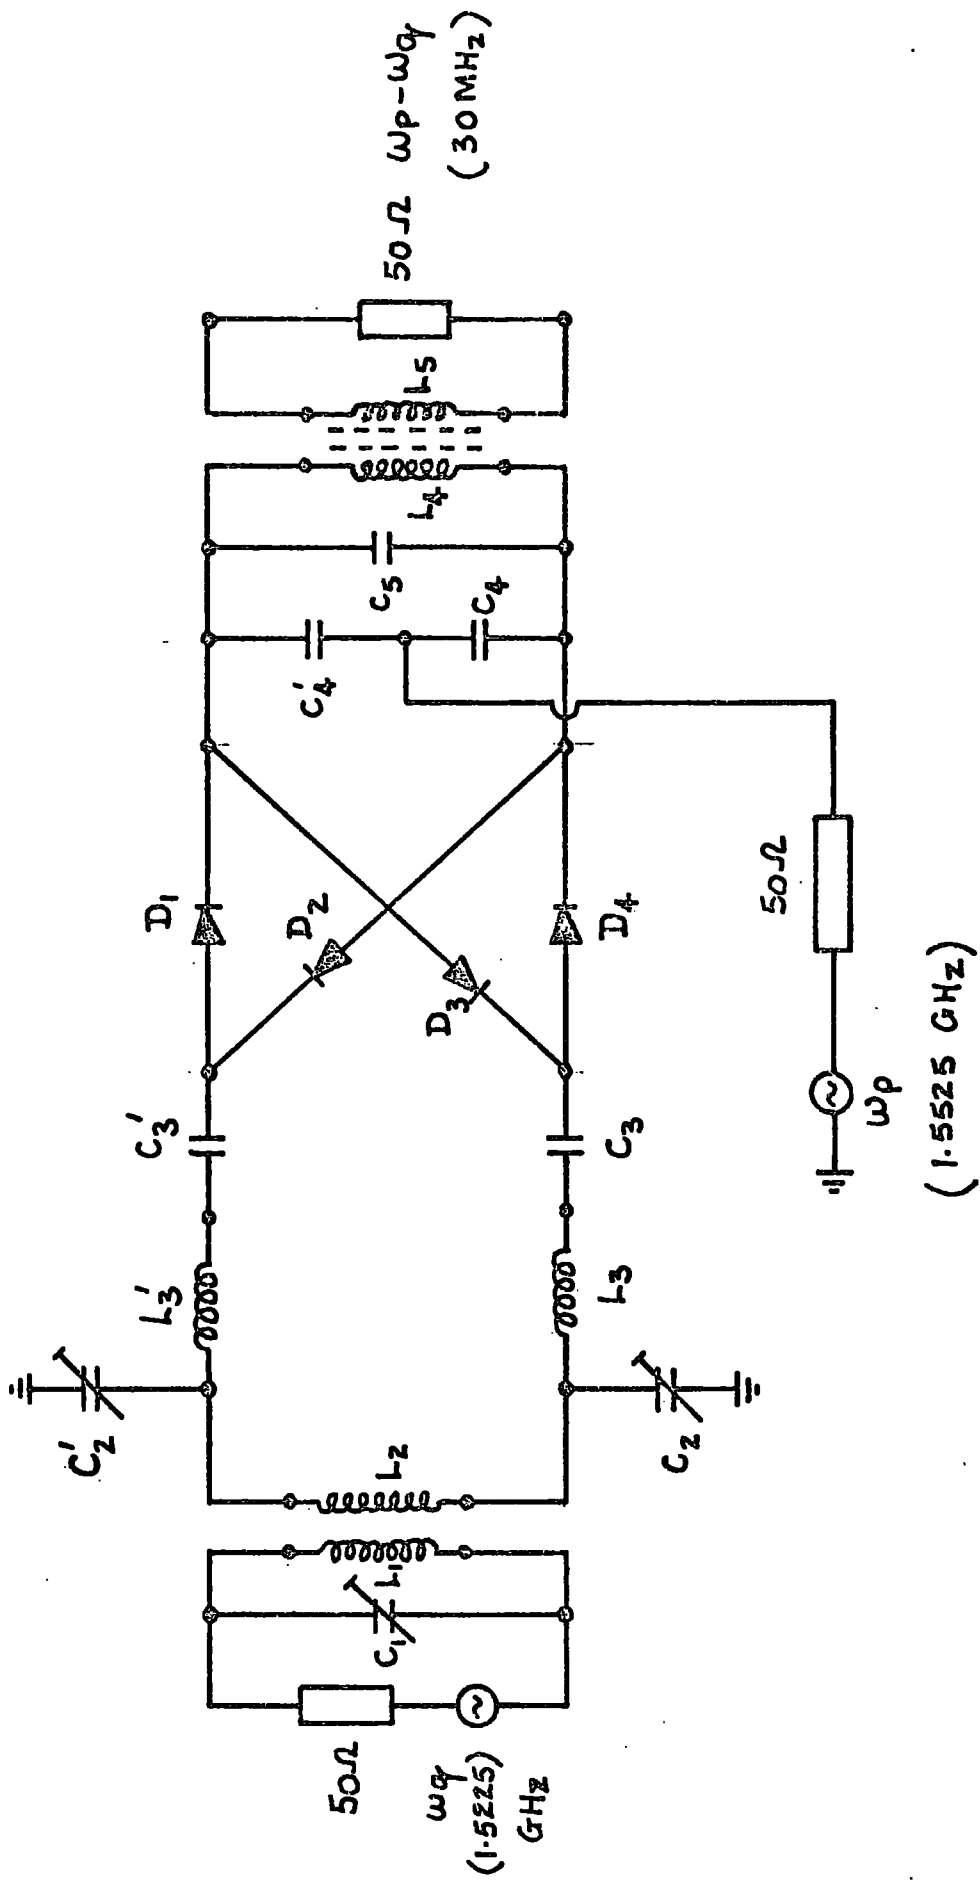 50Ω
ωq
(1.5225)
GHz
C₁
L₁
L₂
C₂'
C₂
L₃'
L₃
C₃'
C₃
D₁
D₂
D₃
D₄
C₄'
C₄
C₅
L₄
L₅
50Ω ωp-ωq
(30MHz)
50Ω
ωp
(1.5525 GHz)